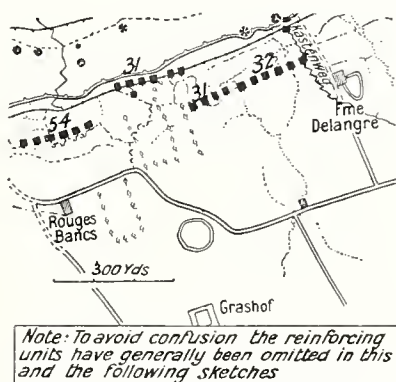 31
32
31
54
Kastenweg
Fme
Delangre
Rouges
Bancs
300 Yds
Grashof
Note: To avoid confusion the reinforcing
units have generally been omitted in this
and the following sketches